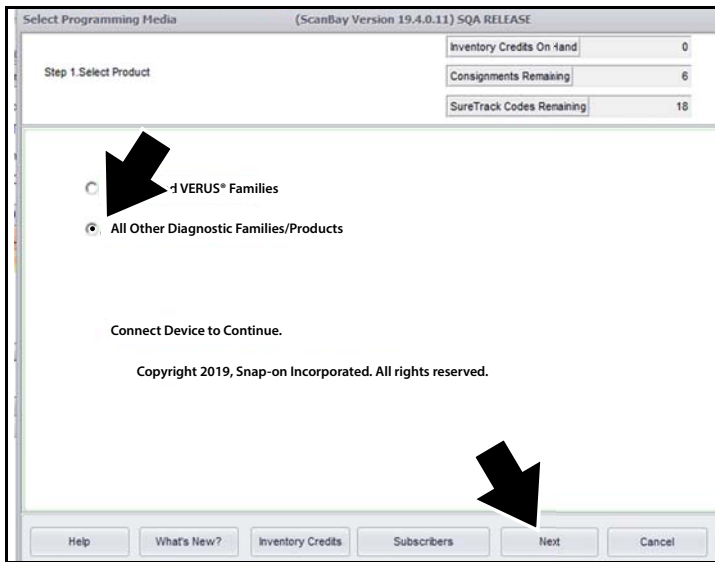 Select Programming Media (ScanBay Version 19.4.0.11) SQA RELEASE
Inventory Credits On Hand 0
Step 1.Select Product
Consignments Remaining 6
SureTrack Codes Remaining 18
VERUS® Families
All Other Diagnostic Families/Products
Connect Device to Continue.
Copyright 2019, Snap-on Incorporated. All rights reserved.
Help What's New? Inventory Credits Subscribers Next Cancel